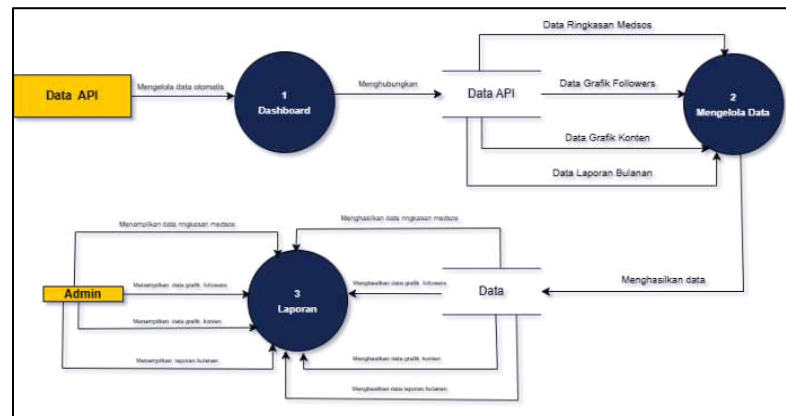 Data Ringkasan Medsos
Data API
Mengelola data otomatis
1
Dashboard
Menghubungkan
Data API
Data Grafik Followers
2
Mengelola Data
Data Grafik Konten
Data Laporan Bulanan
Menampilkan data ringkasan medsos
Menghasilkan data ringkasan medsos
Menghasilkan data
Admin
Menampilkan data grafik followers
3
Laporan
Menghasilkan data grafik followers
Data
Menampilkan data grafik konten
Menampilkan laporan bulanan
Menghasilkan data grafik konten
Menghasilkan data laporan bulanan